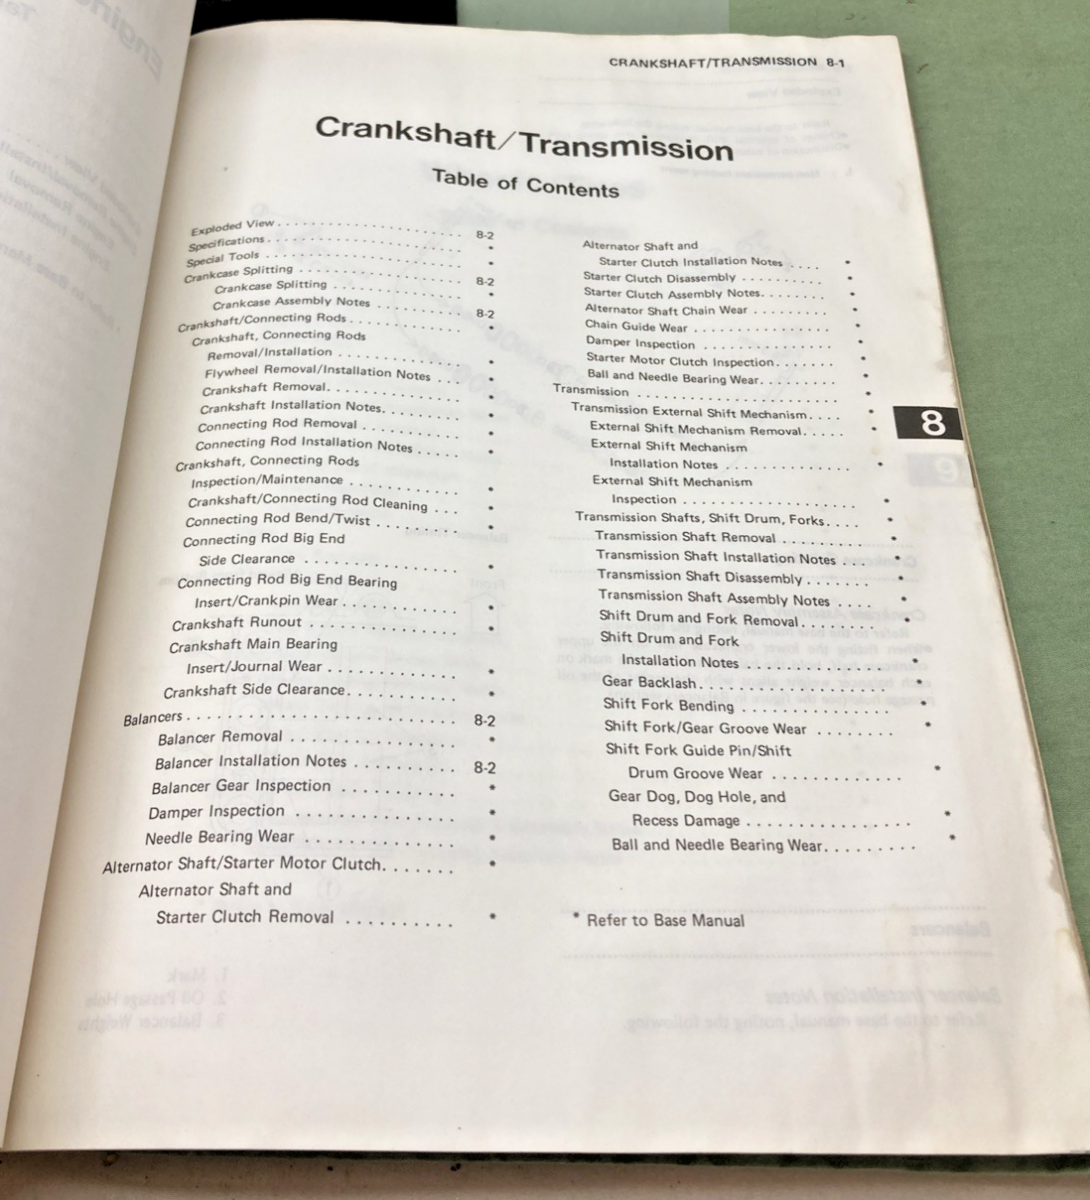 CRANKSHAFT/TRANSMISSION 8-1
Crankshaft/Transmission
Table of Contents
Exploded View . . . . . . . . . . . . . . . . . . . . 8-2
Specifications . . . . . . . . . . . . . . . . . . . . *
Special Tools . . . . . . . . . . . . . . . . . . . . *
Crankcase Splitting . . . . . . . . . . . . . . . . 8-2
Crankcase Splitting . . . . . . . . . . . . . . *
Crankcase Assembly Notes . . . . . . . . . 8-2
Crankshaft/Connecting Rods . . . . . . . . . . . *
Crankshaft, Connecting Rods
Removal/Installation . . . . . . . . . . . . *
Flywheel Removal/Installation Notes . . . *
Crankshaft Removal . . . . . . . . . . . . . *
Crankshaft Installation Notes . . . . . . . . *
Connecting Rod Removal . . . . . . . . . . *
Connecting Rod Installation Notes . . . . . *
Crankshaft, Connecting Rods
Inspection/Maintenance . . . . . . . . . . . *
Crankshaft/Connecting Rod Cleaning . . . *
Connecting Rod Bend/Twist . . . . . . . . . *
Connecting Rod Big End
Side Clearance . . . . . . . . . . . . . . . . *
Connecting Rod Big End Bearing
Insert/Crankpin Wear . . . . . . . . . . . . *
Crankshaft Runout . . . . . . . . . . . . . . . *
Crankshaft Main Bearing
Insert/Journal Wear . . . . . . . . . . . . . *
Crankshaft Side Clearance . . . . . . . . . . . *
Balancers . . . . . . . . . . . . . . . . . . . . . . . . . 8-2
Balancer Removal . . . . . . . . . . . . . . . . *
Balancer Installation Notes . . . . . . . . . . 8-2
Balancer Gear Inspection . . . . . . . . . . . *
Damper Inspection . . . . . . . . . . . . . . . *
Needle Bearing Wear . . . . . . . . . . . . . . *
Alternator Shaft/Starter Motor Clutch . . . . . . . *
Alternator Shaft and
Starter Clutch Removal . . . . . . . . . . *
Alternator Shaft and
Starter Clutch Installation Notes . . . . *
Starter Clutch Disassembly . . . . . . . . . *
Starter Clutch Assembly Notes . . . . . . . . *
Alternator Shaft Chain Wear . . . . . . . . . *
Chain Guide Wear . . . . . . . . . . . . . . . . *
Damper Inspection . . . . . . . . . . . . . . . *
Starter Motor Clutch Inspection . . . . . . . *
Ball and Needle Bearing Wear . . . . . . . . . *
Transmission . . . . . . . . . . . . . . . . . . . . . . *
Transmission External Shift Mechanism . . . . *
External Shift Mechanism Removal . . . . . *
External Shift Mechanism
Installation Notes . . . . . . . . . . . . . . *
External Shift Mechanism
Inspection . . . . . . . . . . . . . . . . . . *
Transmission Shafts, Shift Drum, Forks . . . . *
Transmission Shaft Removal . . . . . . . . . *
Transmission Shaft Installation Notes . . . *
Transmission Shaft Disassembly . . . . . . . *
Transmission Shaft Assembly Notes . . . . *
Shift Drum and Fork Removal . . . . . . . . *
Shift Drum and Fork
Installation Notes . . . . . . . . . . . . . . *
Gear Backlash . . . . . . . . . . . . . . . . . . . *
Shift Fork Bending . . . . . . . . . . . . . . . *
Shift Fork/Gear Groove Wear . . . . . . . . *
Shift Fork Guide Pin/Shift
Drum Groove Wear . . . . . . . . . . . . . *
Gear Dog, Dog Hole, and
Recess Damage . . . . . . . . . . . . . . . . *
Ball and Needle Bearing Wear . . . . . . . . . *
* Refer to Base Manual
8